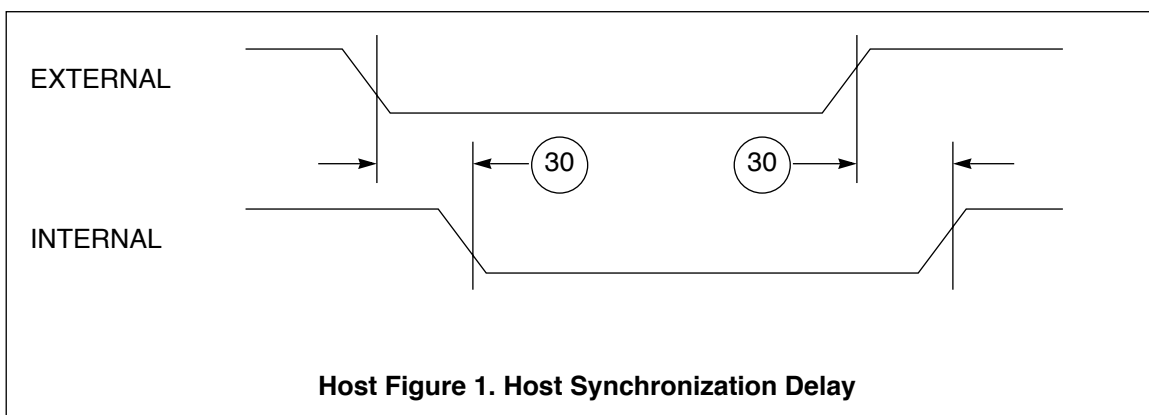 EXTERNAL
30
30
INTERNAL
Host Figure 1. Host Synchronization Delay